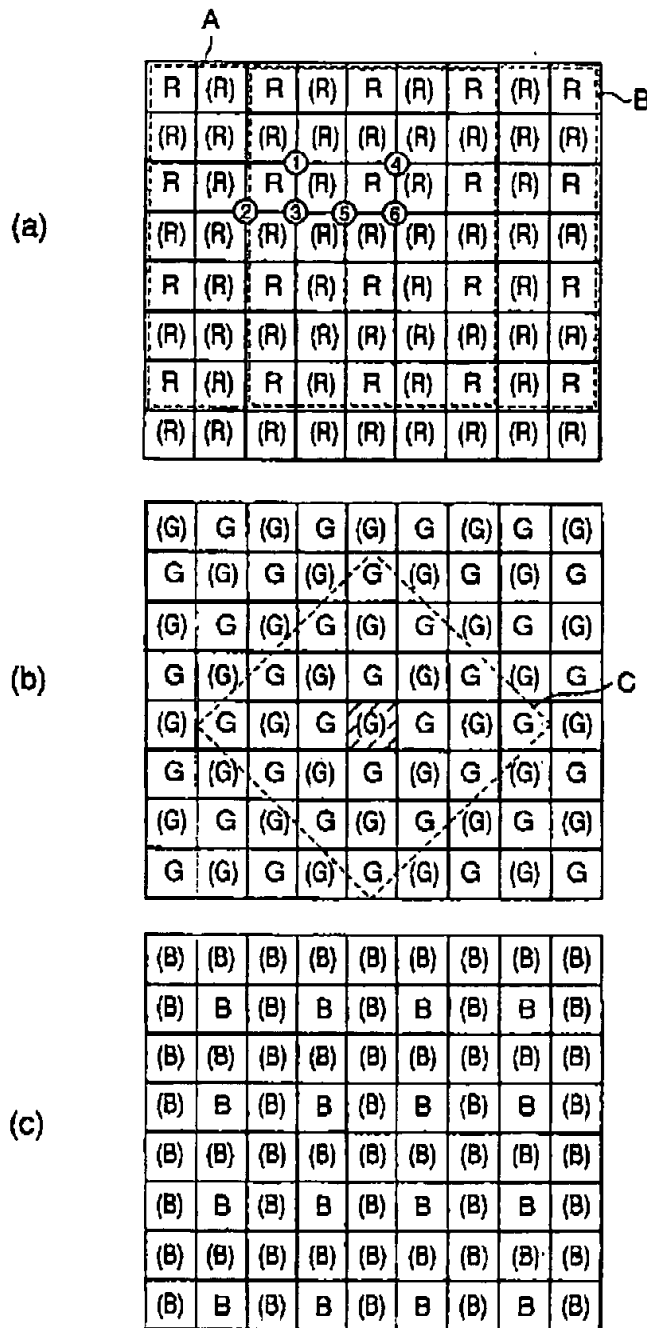 A
R (R) R (R) R (R) R (R) R
B
(R) (R) (R) (R) (R) (R) (R) (R) (R)
① ④
R (R) R (R) R (R) R (R) R
(a)
② ③ ⑤ ⑥
(R) (R) (R) (R) (R) (R) (R) (R) (R)
R (R) R (R) R (R) R (R) R
(R) (R) (R) (R) (R) (R) (R) (R) (R)
R (R) R (R) R (R) R (R) R
(R) (R) (R) (R) (R) (R) (R) (R) (R)
(G) G (G) G (G) G (G) G (G)
G (G) G (G) G (G) G (G) G
(G) G (G) G (G) G (G) G (G)
(b)
G (G) G (G) G (G) G (G) G
C
(G) G (G) G (G) G (G) G (G)
G (G) G (G) G (G) G (G) G
(G) G (G) G (G) G (G) G (G)
G (G) G (G) G (G) G (G) G
(B) (B) (B) (B) (B) (B) (B) (B) (B)
(B) B (B) B (B) B (B) B (B)
(B) (B) (B) (B) (B) (B) (B) (B) (B)
(c)
(B) B (B) B (B) B (B) B (B)
(B) (B) (B) (B) (B) (B) (B) (B) (B)
(B) B (B) B (B) B (B) B (B)
(B) (B) (B) (B) (B) (B) (B) (B) (B)
(B) B (B) B (B) B (B) B (B)